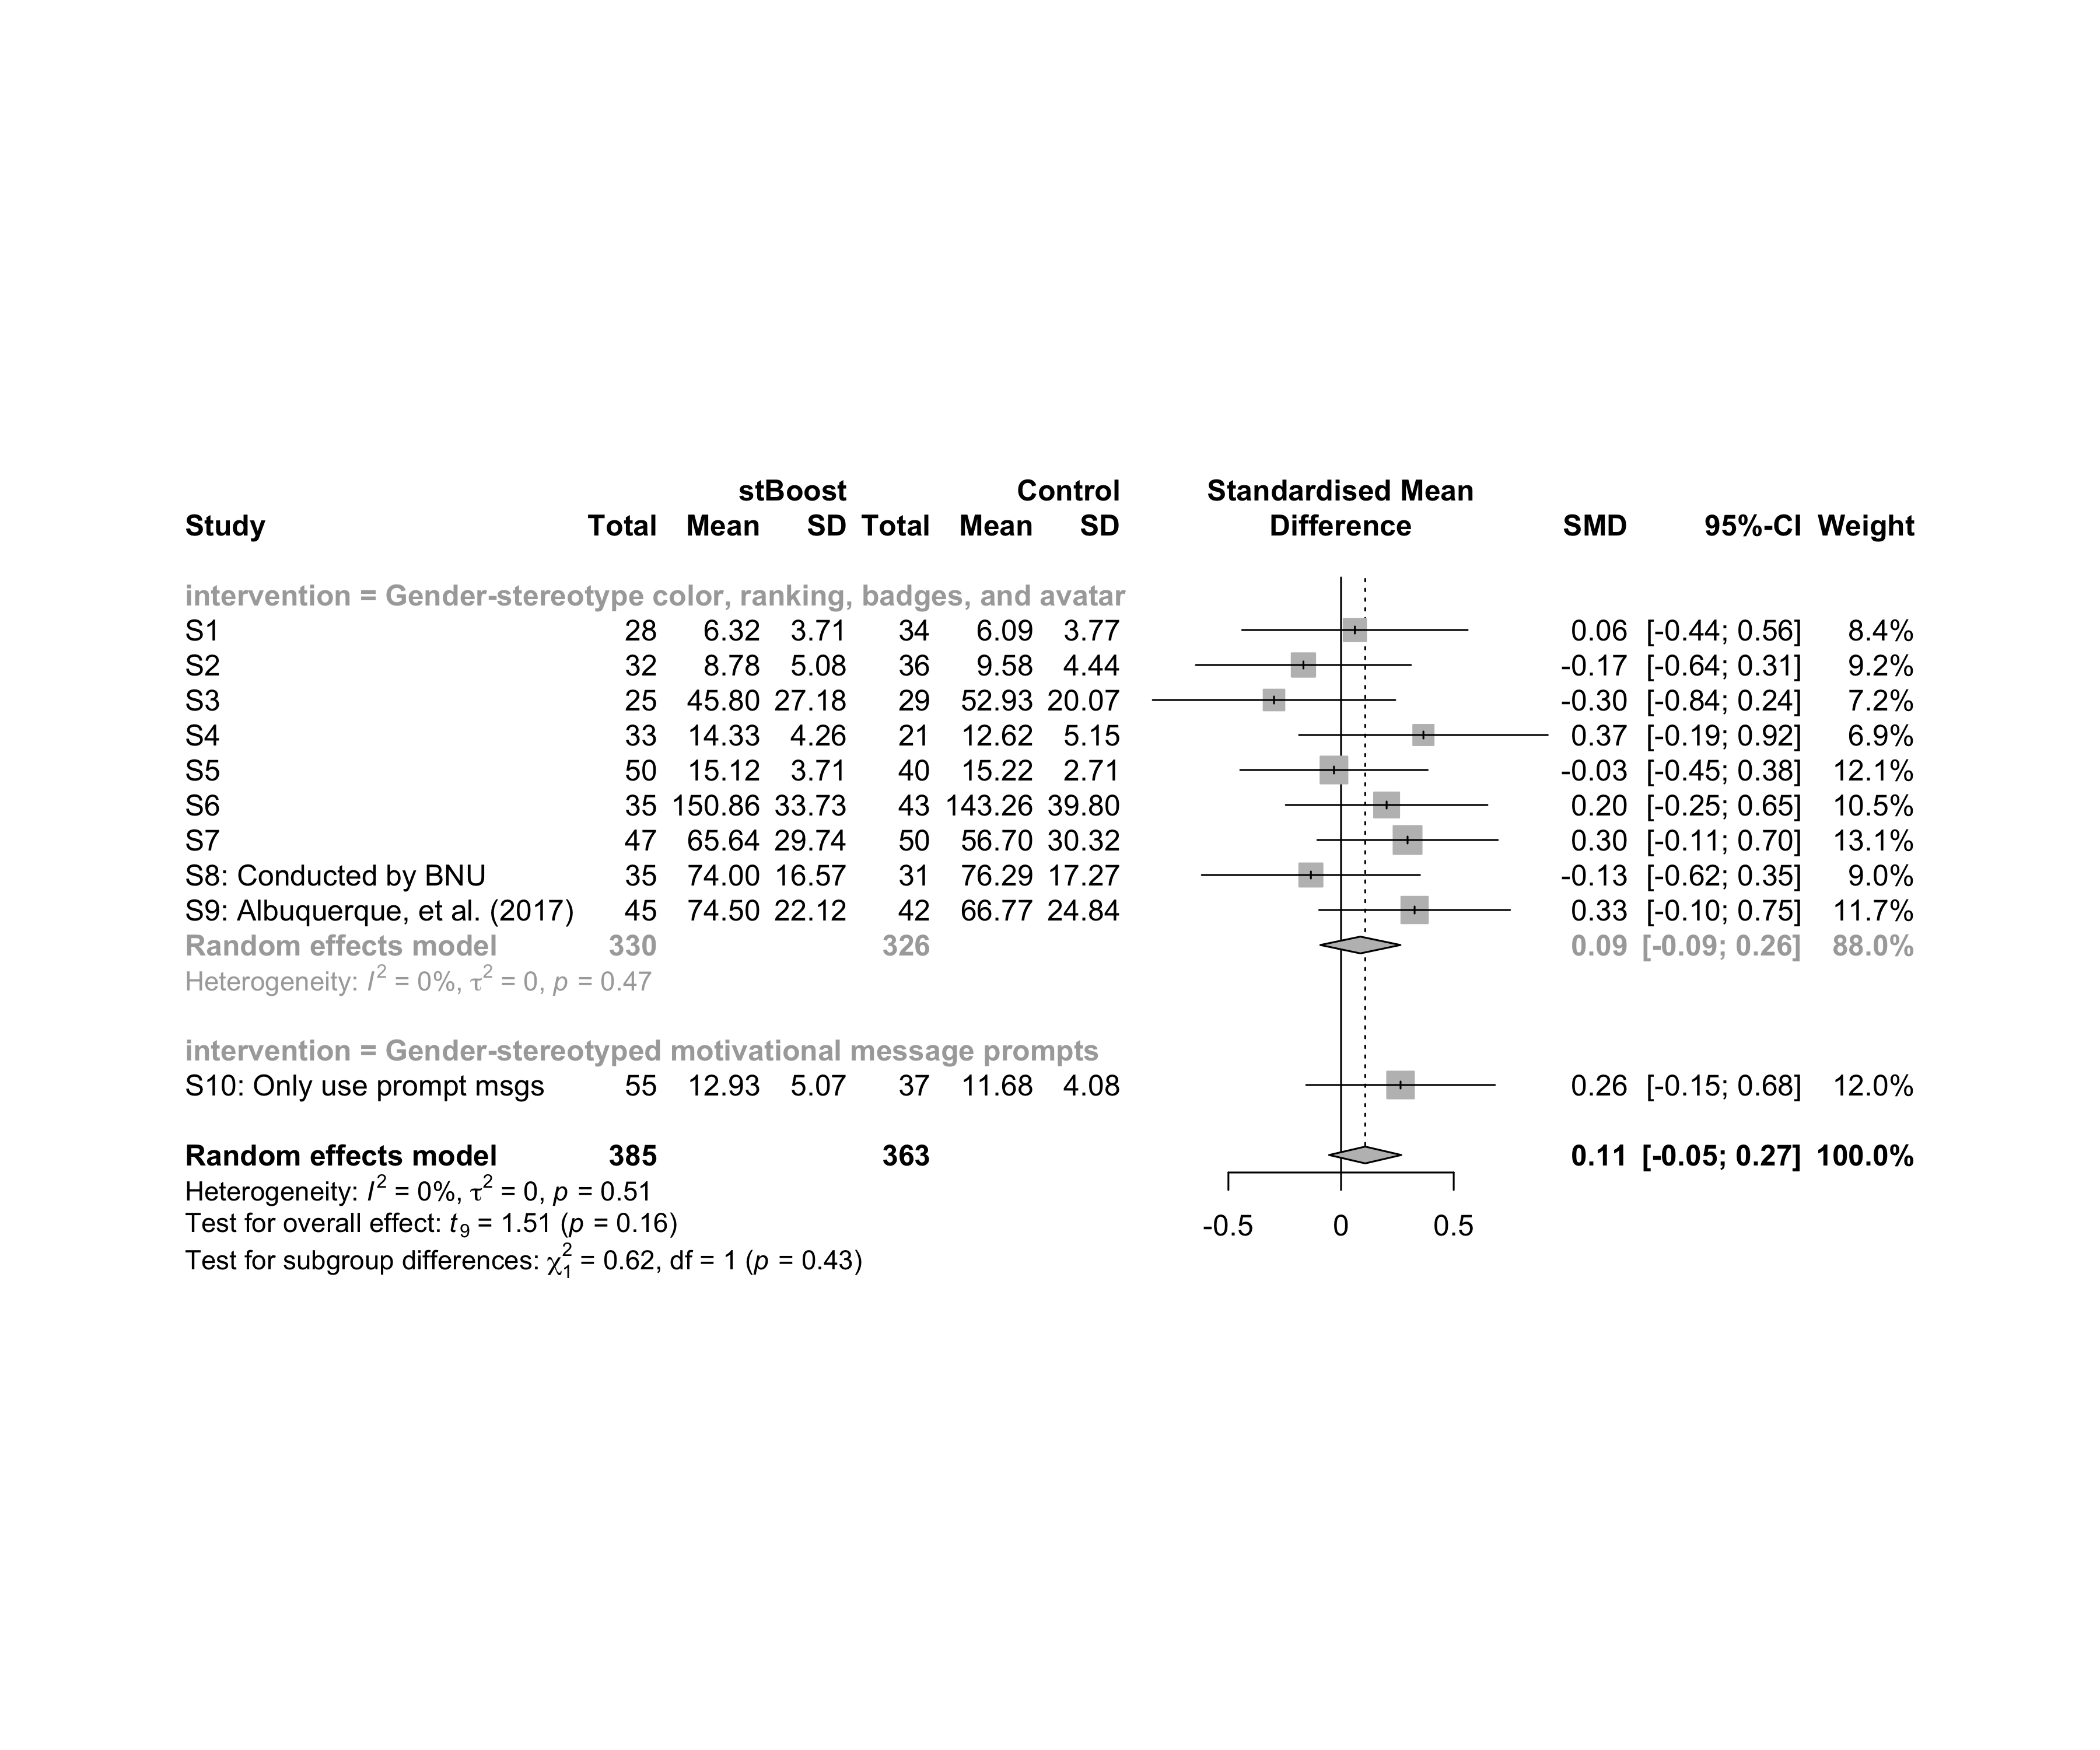 stBoost Control Standardised Mean
Study Total Mean SD Total Mean SD Difference SMD 95%-CI Weight
intervention = Gender-stereotype color, ranking, badges, and avatar
S1 28 6.32 3.71 34 6.09 3.77 0.06 [-0.44; 0.56] 8.4%
S2 32 8.78 5.08 36 9.58 4.44 -0.17 [-0.64; 0.31] 9.2%
S3 25 45.80 27.18 29 52.93 20.07 -0.30 [-0.84; 0.24] 7.2%
S4 33 14.33 4.26 21 12.62 5.15 0.37 [-0.19; 0.92] 6.9%
S5 50 15.12 3.71 40 15.22 2.71 -0.03 [-0.45; 0.38] 12.1%
S6 35 150.86 33.73 43 143.26 39.80 0.20 [-0.25; 0.65] 10.5%
S7 47 65.64 29.74 50 56.70 30.32 0.30 [-0.11; 0.70] 13.1%
S8: Conducted by BNU 35 74.00 16.57 31 76.29 17.27 -0.13 [-0.62; 0.35] 9.0%
S9: Albuquerque, et al. (2017) 45 74.50 22.12 42 66.77 24.84 0.33 [-0.10; 0.75] 11.7%
Random effects model 330 326 0.09 [-0.09; 0.26] 88.0%
Heterogeneity: I² = 0%, τ² = 0, p = 0.47
intervention = Gender-stereotyped motivational message prompts
S10: Only use prompt msgs 55 12.93 5.07 37 11.68 4.08 0.26 [-0.15; 0.68] 12.0%
Random effects model 385 363 0.11 [-0.05; 0.27] 100.0%
Heterogeneity: I² = 0%, τ² = 0, p = 0.51
Test for overall effect: t₉ = 1.51 (p = 0.16)
-0.5 0 0.5
Test for subgroup differences: χ₁² = 0.62, df = 1 (p = 0.43)